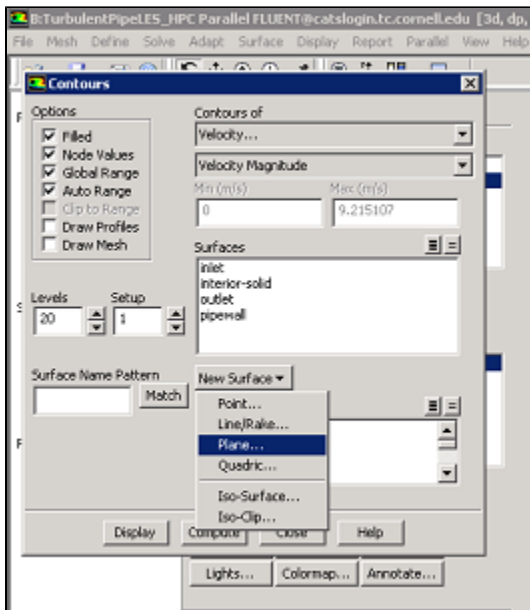 B:TurbulentPipeLES_HPC Parallel FLUENT@catslogin.tc.cornell.edu [3d, dp,
File Mesh Define Solve Adapt Surface Display Report Parallel View Help
Contours
Options
Filled
Node Values
Global Range
Auto Range
Clip to Range
Draw Profiles
Draw Mesh
Contours of
Velocity...
Velocity Magnitude
Min (m/s) Max (m/s)
0 9.215107
Surfaces
inlet
interior-solid
outlet
pipewall
Levels Setup
20 1
Surface Name Pattern
Match
New Surface
Point...
Line/Rake...
Plane...
Quadric...
Iso-Surface...
Iso-Clip...
Display Compute Close Help
Lights... Colormap... Annotate...